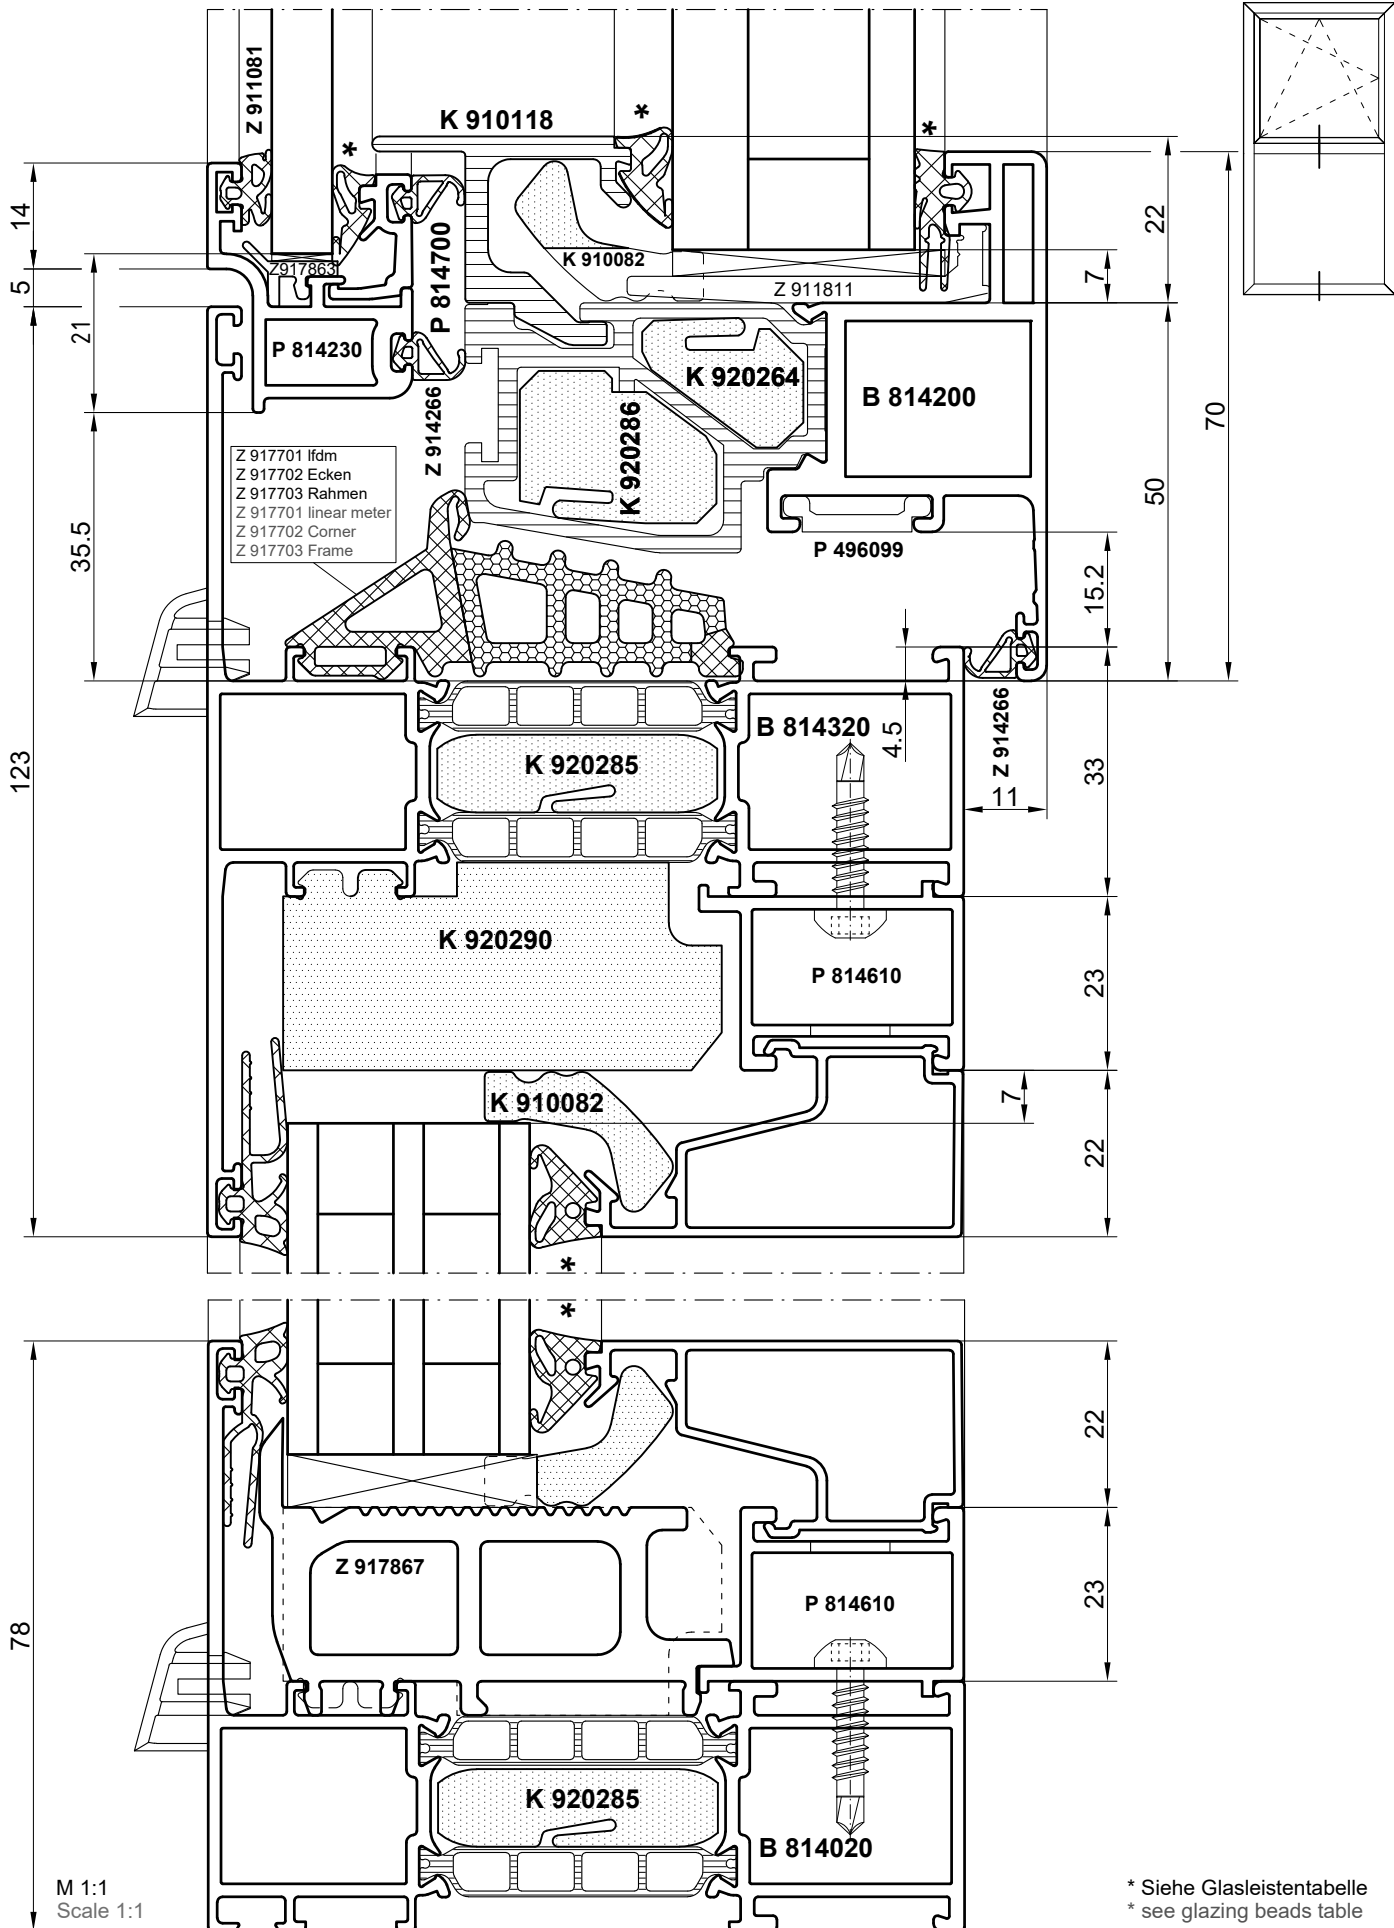 Z 911081
*
K 910118
*
*
14
5
21
35.5
123
Z917863
P 814700
K 910082
Z 911811
22
7
P 814230
Z 914266
K 920264
K 920286
B 814200
70
50
Z 917701 lfdm
Z 917702 Ecken
Z 917703 Rahmen
Z 917701 linear meter
Z 917702 Corner
Z 917703 Frame
P 496099
15.2
B 814320
4.5
Z 914266
11
33
K 920285
K 920290
P 814610
23
K 910082
7
22
*
*
22
Z 917867
P 814610
23
78
K 920285
B 814020
M 1:1
Scale 1:1
* Siehe Glasleistentabelle
* see glazing beads table